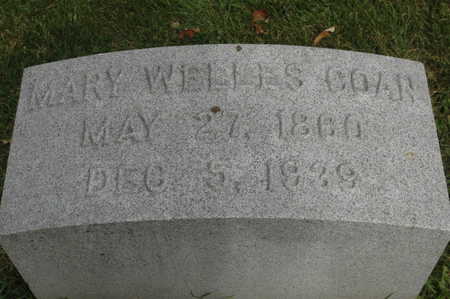 MARY WELLES COAN
MAY 27, 1860
DEC 5, 1939